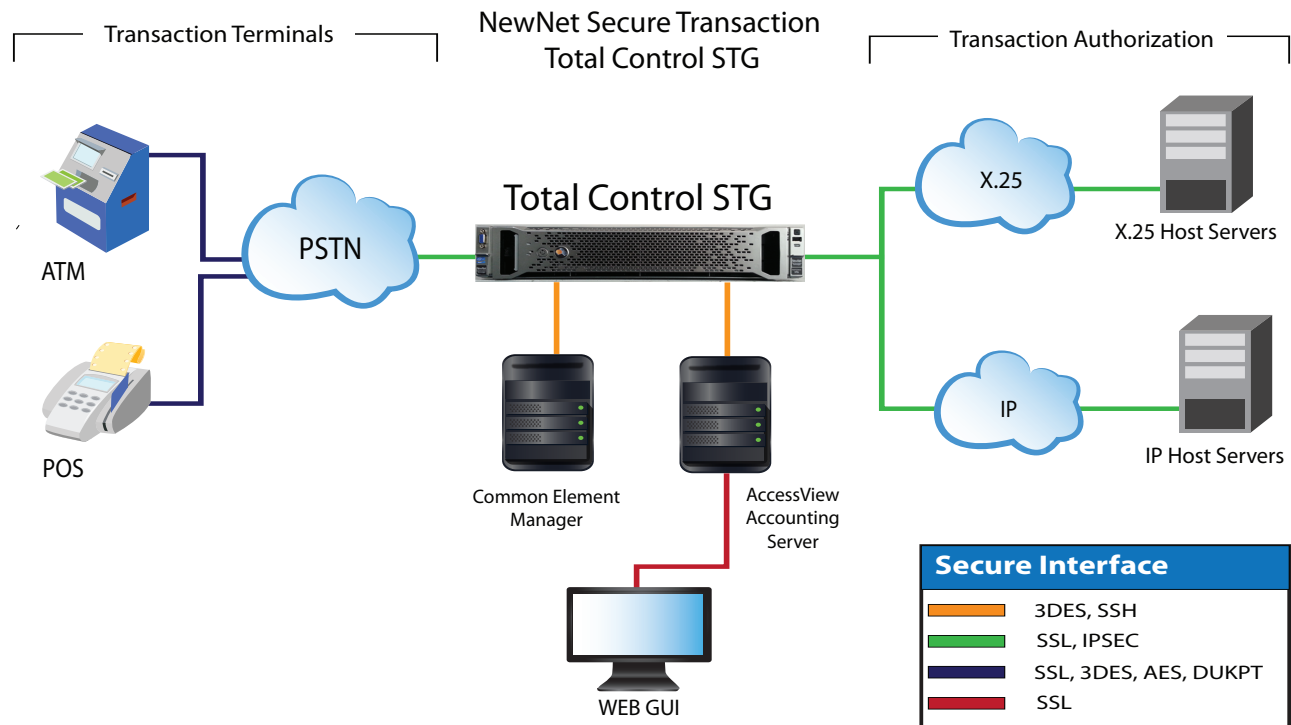 Transaction Terminals
NewNet Secure Transaction
Total Control STG
Transaction Authorization
ATM
POS
PSTN
Total Control STG
X.25
X.25 Host Servers
IP
IP Host Servers
Common Element
Manager
AccessView
Accounting
Server
WEB GUI
Secure Interface
3DES, SSH
SSL, IPSEC
SSL, 3DES, AES, DUKPT
SSL